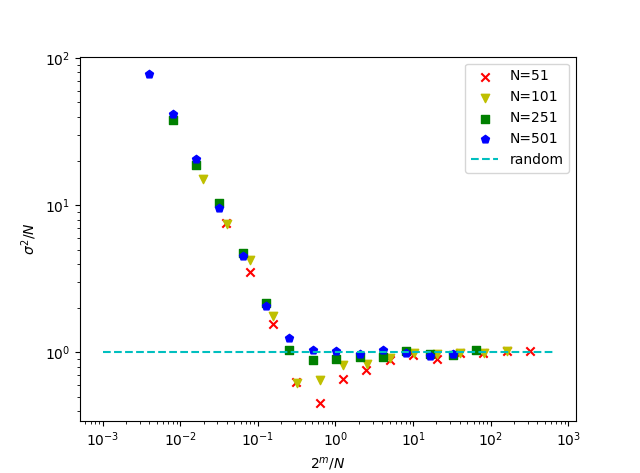 N=51
N=101
N=251
N=501
random
10²
10¹
10⁰
σ²/N
10⁻³
10⁻²
10⁻¹
10⁰
10¹
10²
10³
2ᵐ/N